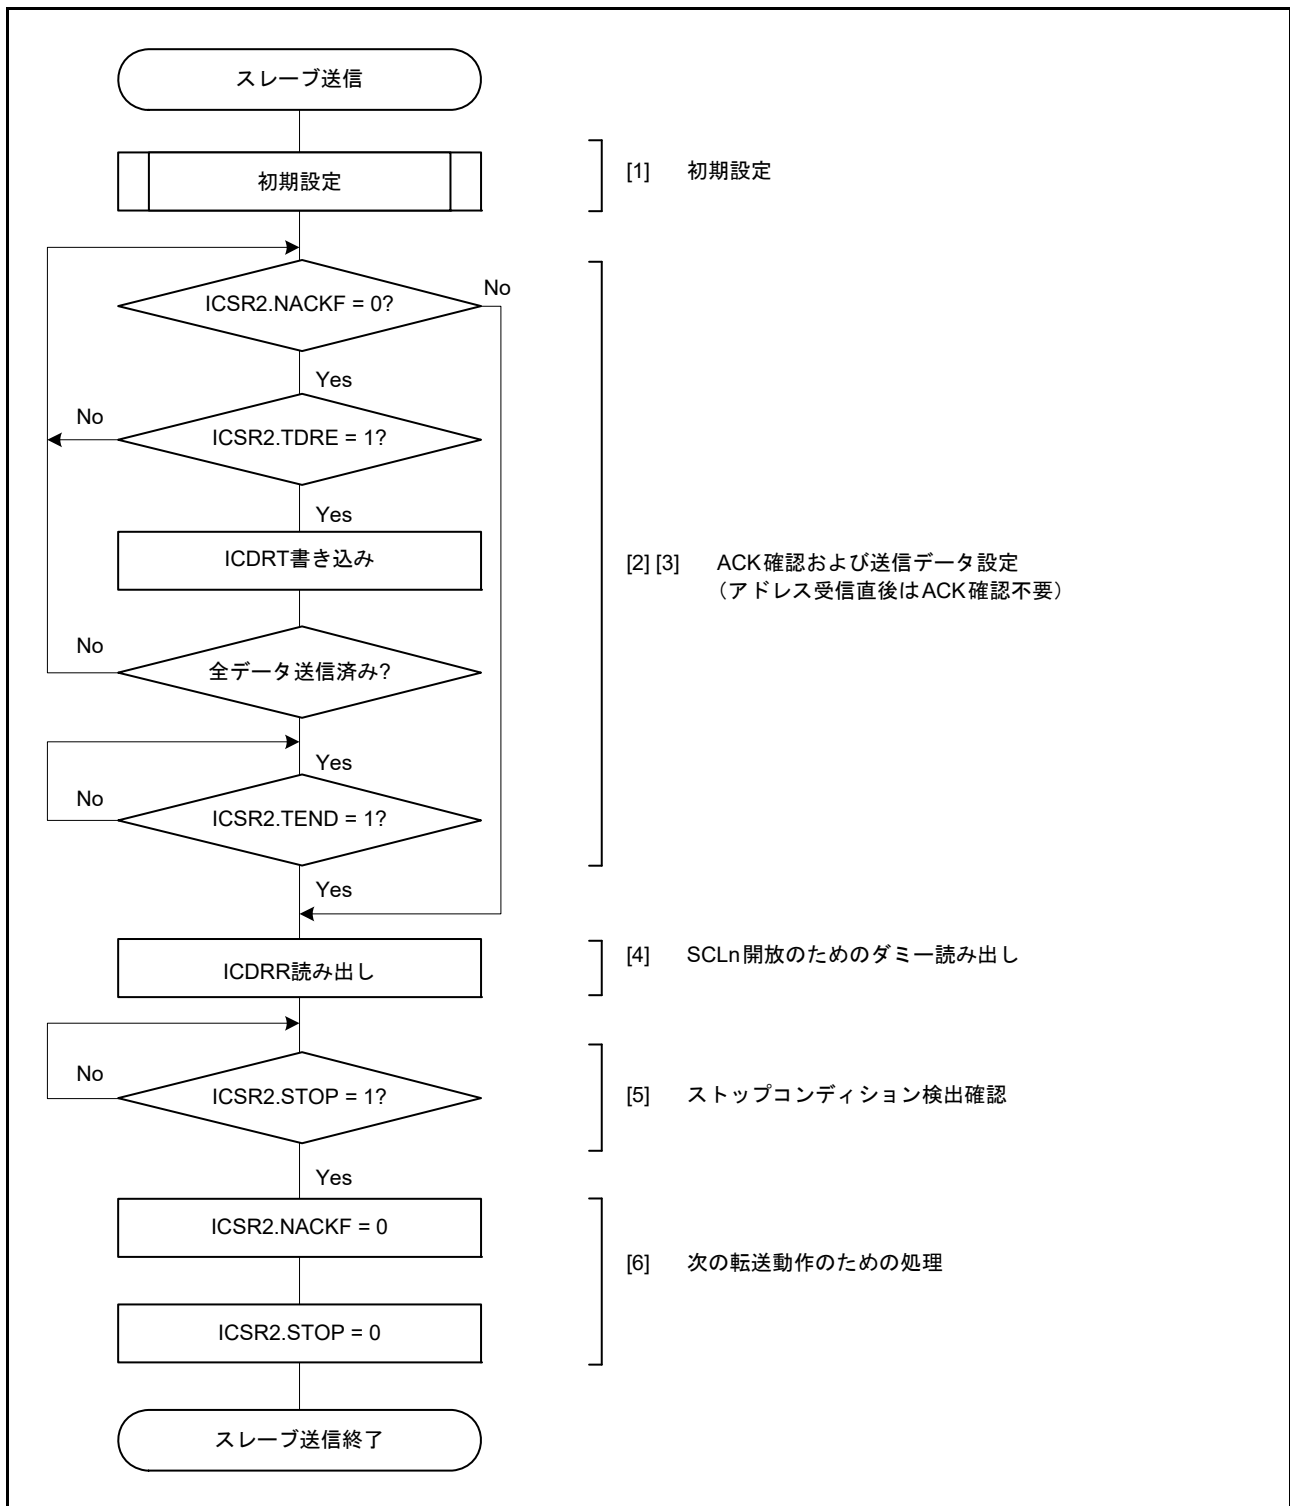 スレーブ送信
初期設定
[1] 初期設定
ICSR2.NACKF = 0?
No
Yes
No
ICSR2.TDRE = 1?
Yes
ICDRT書き込み
[2] [3] ACK確認および送信データ設定
（アドレス受信直後はACK確認不要）
No
全データ送信済み?
Yes
No
ICSR2.TEND = 1?
Yes
ICDRR読み出し
[4] SCLn開放のためのダミー読み出し
No
ICSR2.STOP = 1?
[5] ストップコンディション検出確認
Yes
ICSR2.NACKF = 0
[6] 次の転送動作のための処理
ICSR2.STOP = 0
スレーブ送信終了